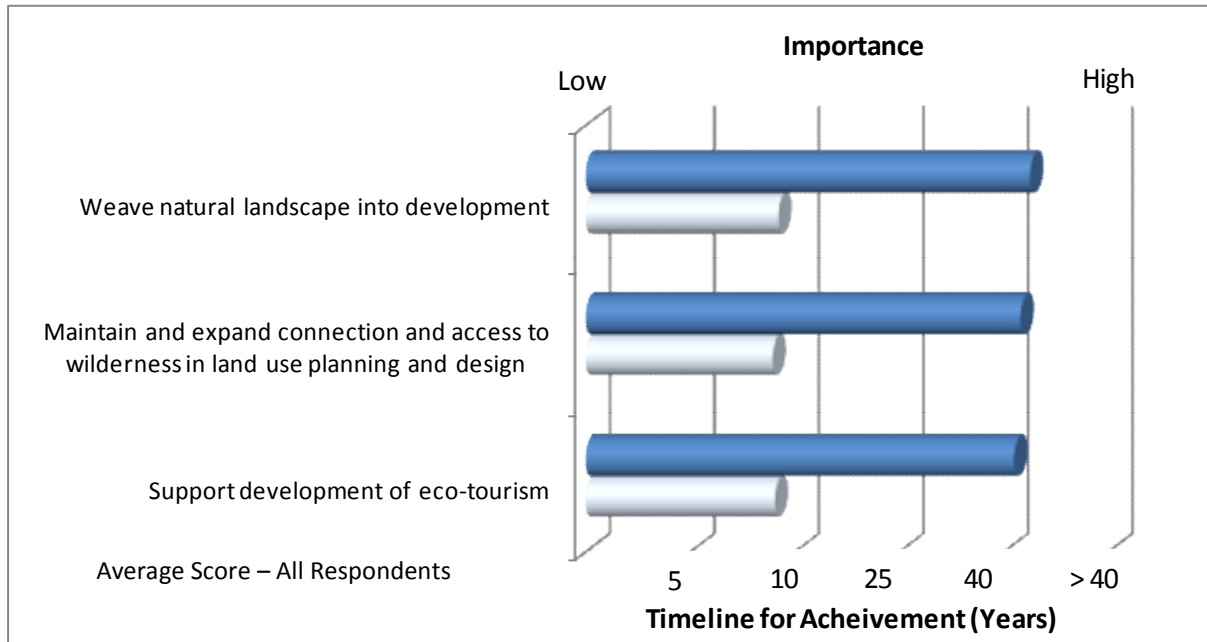 Importance
Low High
Weave natural landscape into development
Maintain and expand connection and access to
wilderness in land use planning and design
Support development of eco-tourism
Average Score – All Respondents
5 10 25 40 > 40
Timeline for Acheivement (Years)